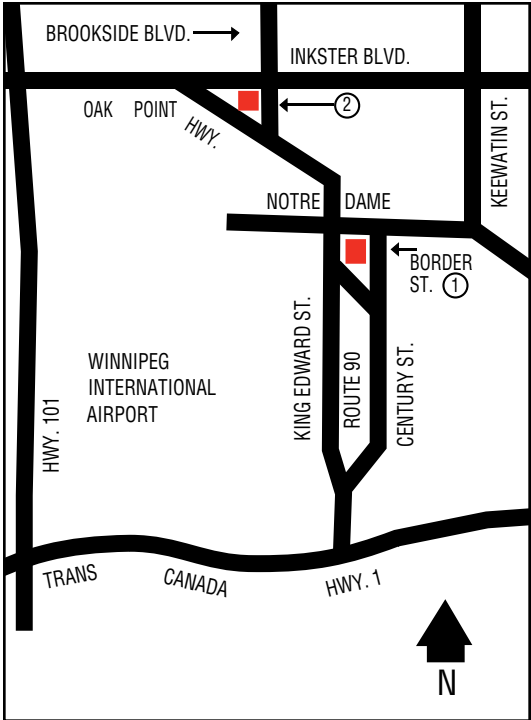 BROOKSIDE BLVD.
INKSTER BLVD.
OAK POINT
HWY.
2
KEEWATIN ST.
NOTRE DAME
BORDER
ST. 1
KING EDWARD ST.
ROUTE 90
CENTURY ST.
WINNIPEG
INTERNATIONAL
AIRPORT
HWY. 101
TRANS CANADA HWY. 1
N